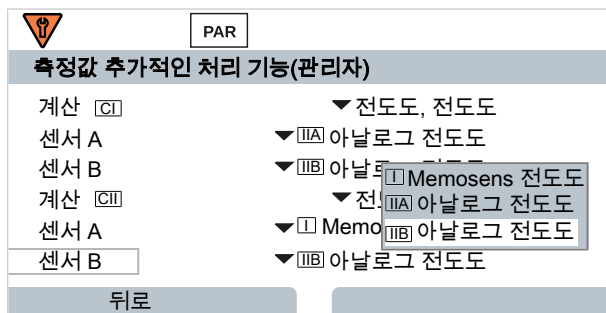 PAR
측정값 추가적인 처리 기능(관리자)
계산 CI ▼전도도, 전도도
센서 A ▼IIA 아날로그 전도도
센서 B ▼IIB 아날
I Memosens 전도도
계산 CII ▼전
IIA 아날로그 전도도
센서 A ▼I Memo
IIB 아날로그 전도도
센서 B ▼IIB 아날로그 전도도
뒤로